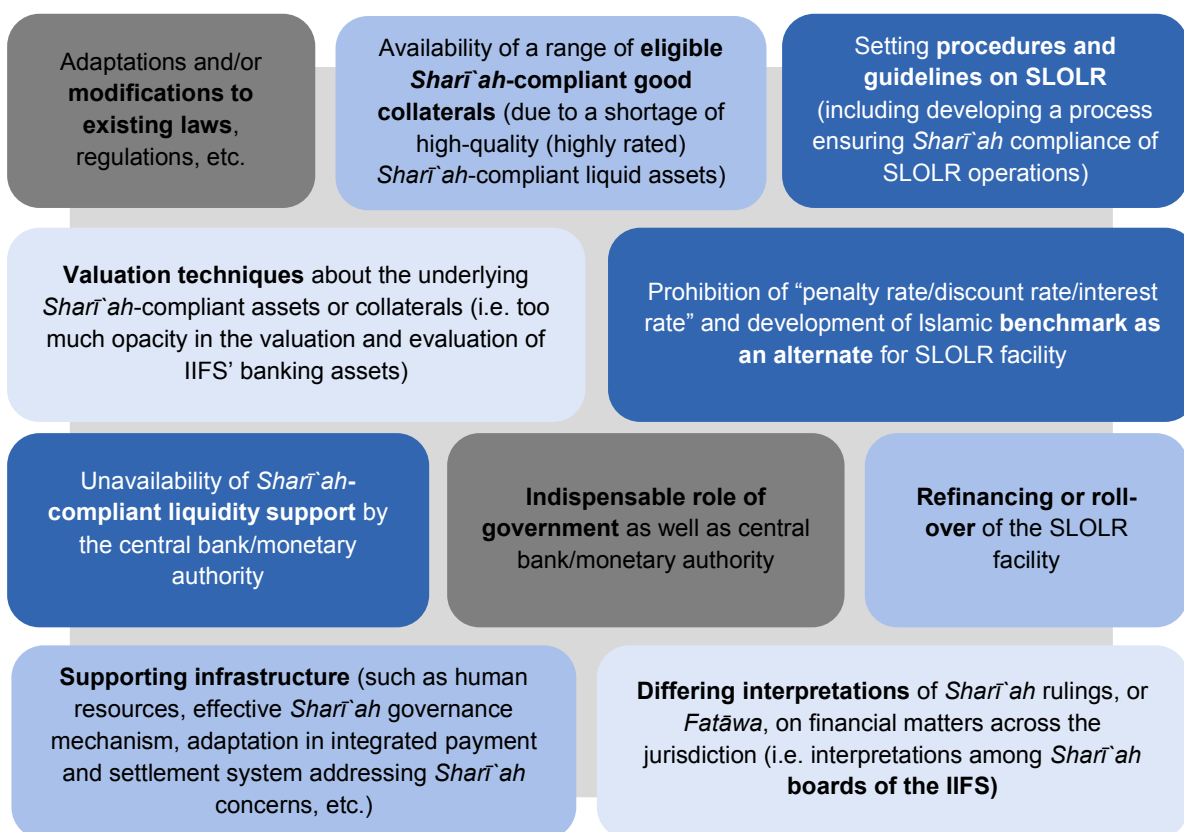 Adaptations and/or
modifications to
existing laws,
regulations, etc.
Availability of a range of eligible
Sharī`ah-compliant good
collaterals (due to a shortage of
high-quality (highly rated)
Sharī`ah-compliant liquid assets)
Setting procedures and
guidelines on SLOLR
(including developing a process
ensuring Sharī`ah compliance of
SLOLR operations)
Valuation techniques about the underlying
Sharī`ah-compliant assets or collaterals (i.e. too
much opacity in the valuation and evaluation of
IIFS’ banking assets)
Prohibition of “penalty rate/discount rate/interest
rate” and development of Islamic benchmark as
an alternate for SLOLR facility
Unavailability of Sharī`ah-
compliant liquidity support by
the central bank/monetary
authority
Indispensable role of
government as well as central
bank/monetary authority
Refinancing or roll-
over of the SLOLR
facility
Supporting infrastructure (such as human
resources, effective Sharī`ah governance
mechanism, adaptation in integrated payment
and settlement system addressing Sharī`ah
concerns, etc.)
Differing interpretations of Sharī`ah rulings, or
Fatāwa, on financial matters across the
jurisdiction (i.e. interpretations among Sharī`ah
boards of the IIFS)